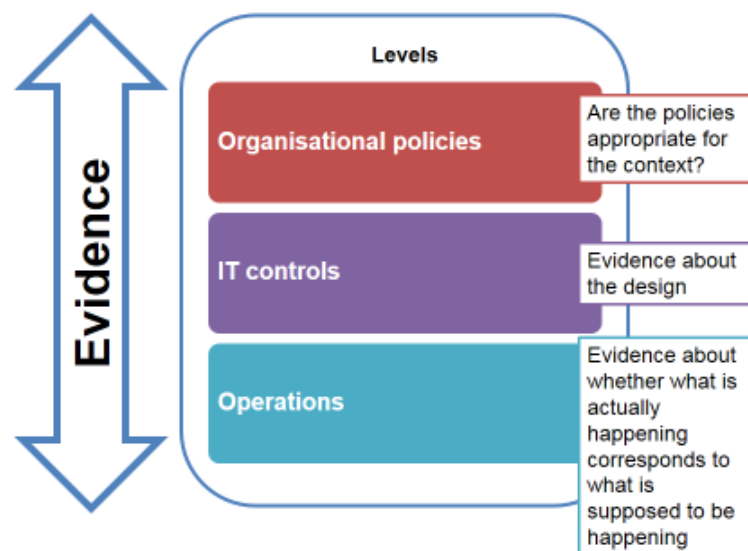 Levels
Evidence
Organisational policies
Are the policies
appropriate for
the context?
IT controls
Evidence about
the design
Operations
Evidence about
whether what is
actually
happening
corresponds to
what is
supposed to be
happening